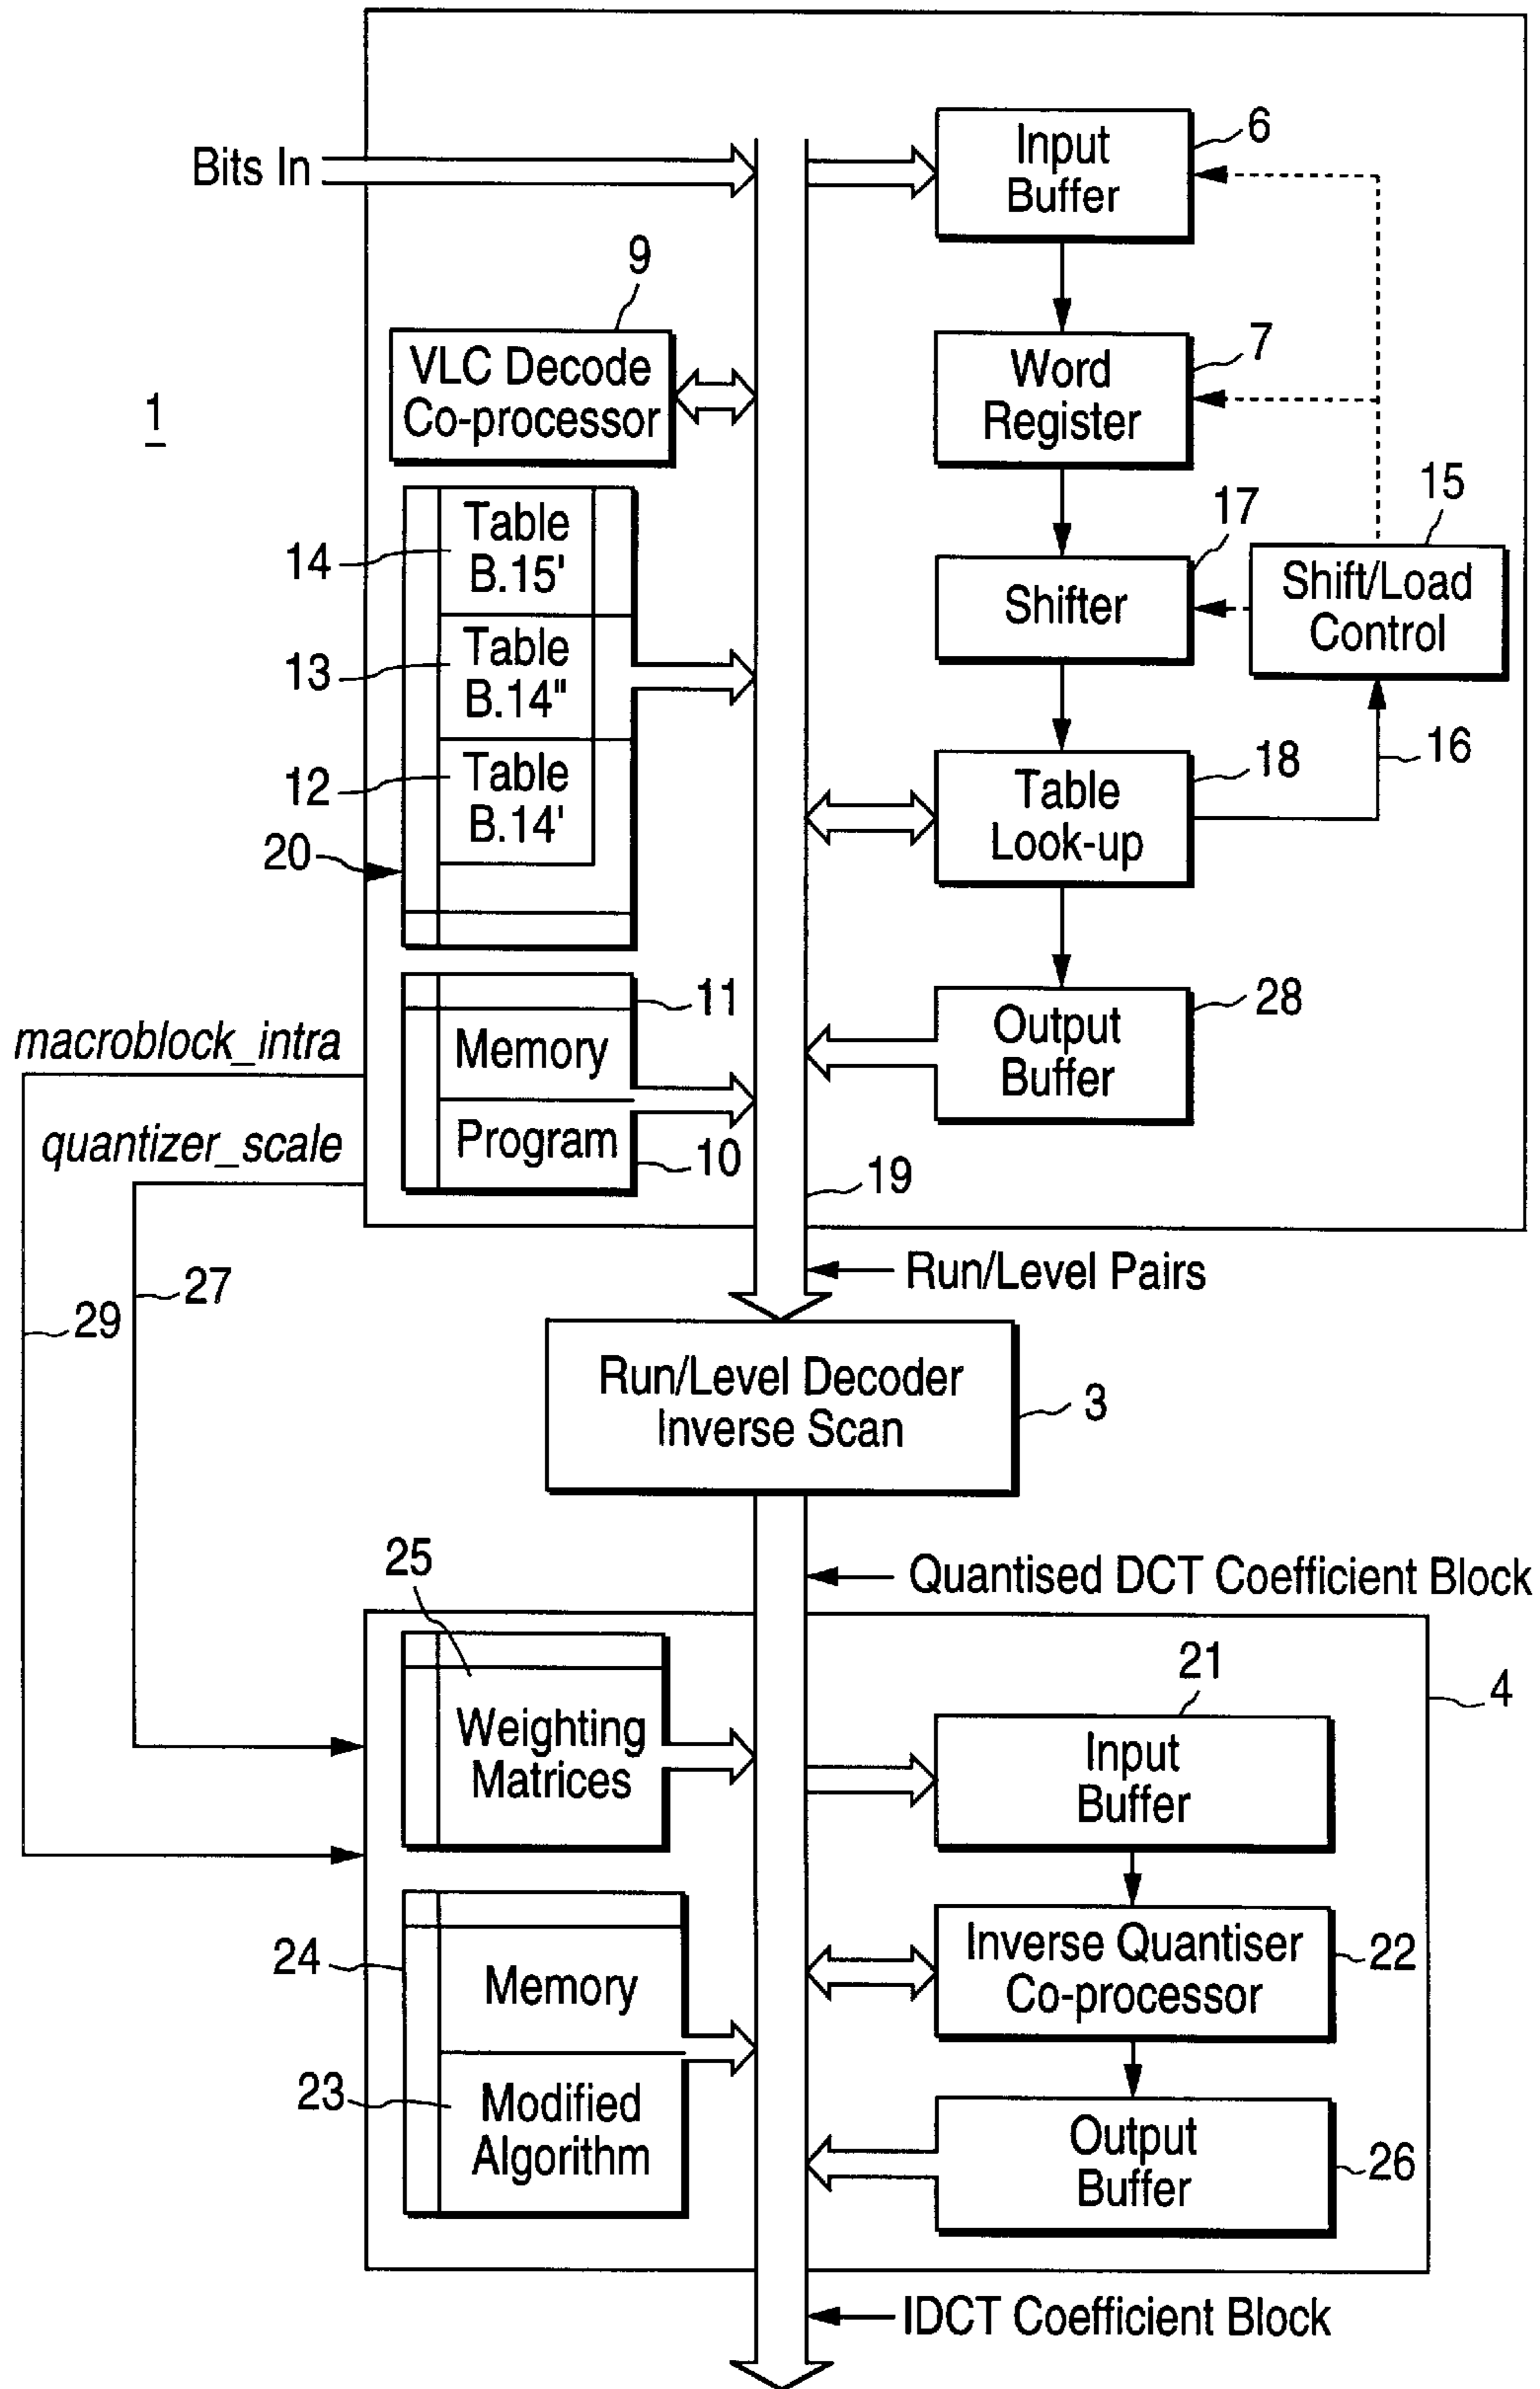 6
Input
Buffer
Bits In
9
VLC Decode
Co-processor
7
Word
Register
1
14
Table
B.15'
17
15
Shifter
Shift/Load
Control
13
Table
B.14"
12
Table
B.14'
18
16
Table
Look-up
20
11
Memory
28
Output
Buffer
macroblock_intra
quantizer_scale
Program
10
19
Run/Level Pairs
27
29
Run/Level Decoder
Inverse Scan
3
25
Quantised DCT Coefficient Block
21
4
Weighting
Matrices
Input
Buffer
24
Memory
Inverse Quantiser
Co-processor
22
23
Modified
Algorithm
Output
Buffer
26
IDCT Coefficient Block